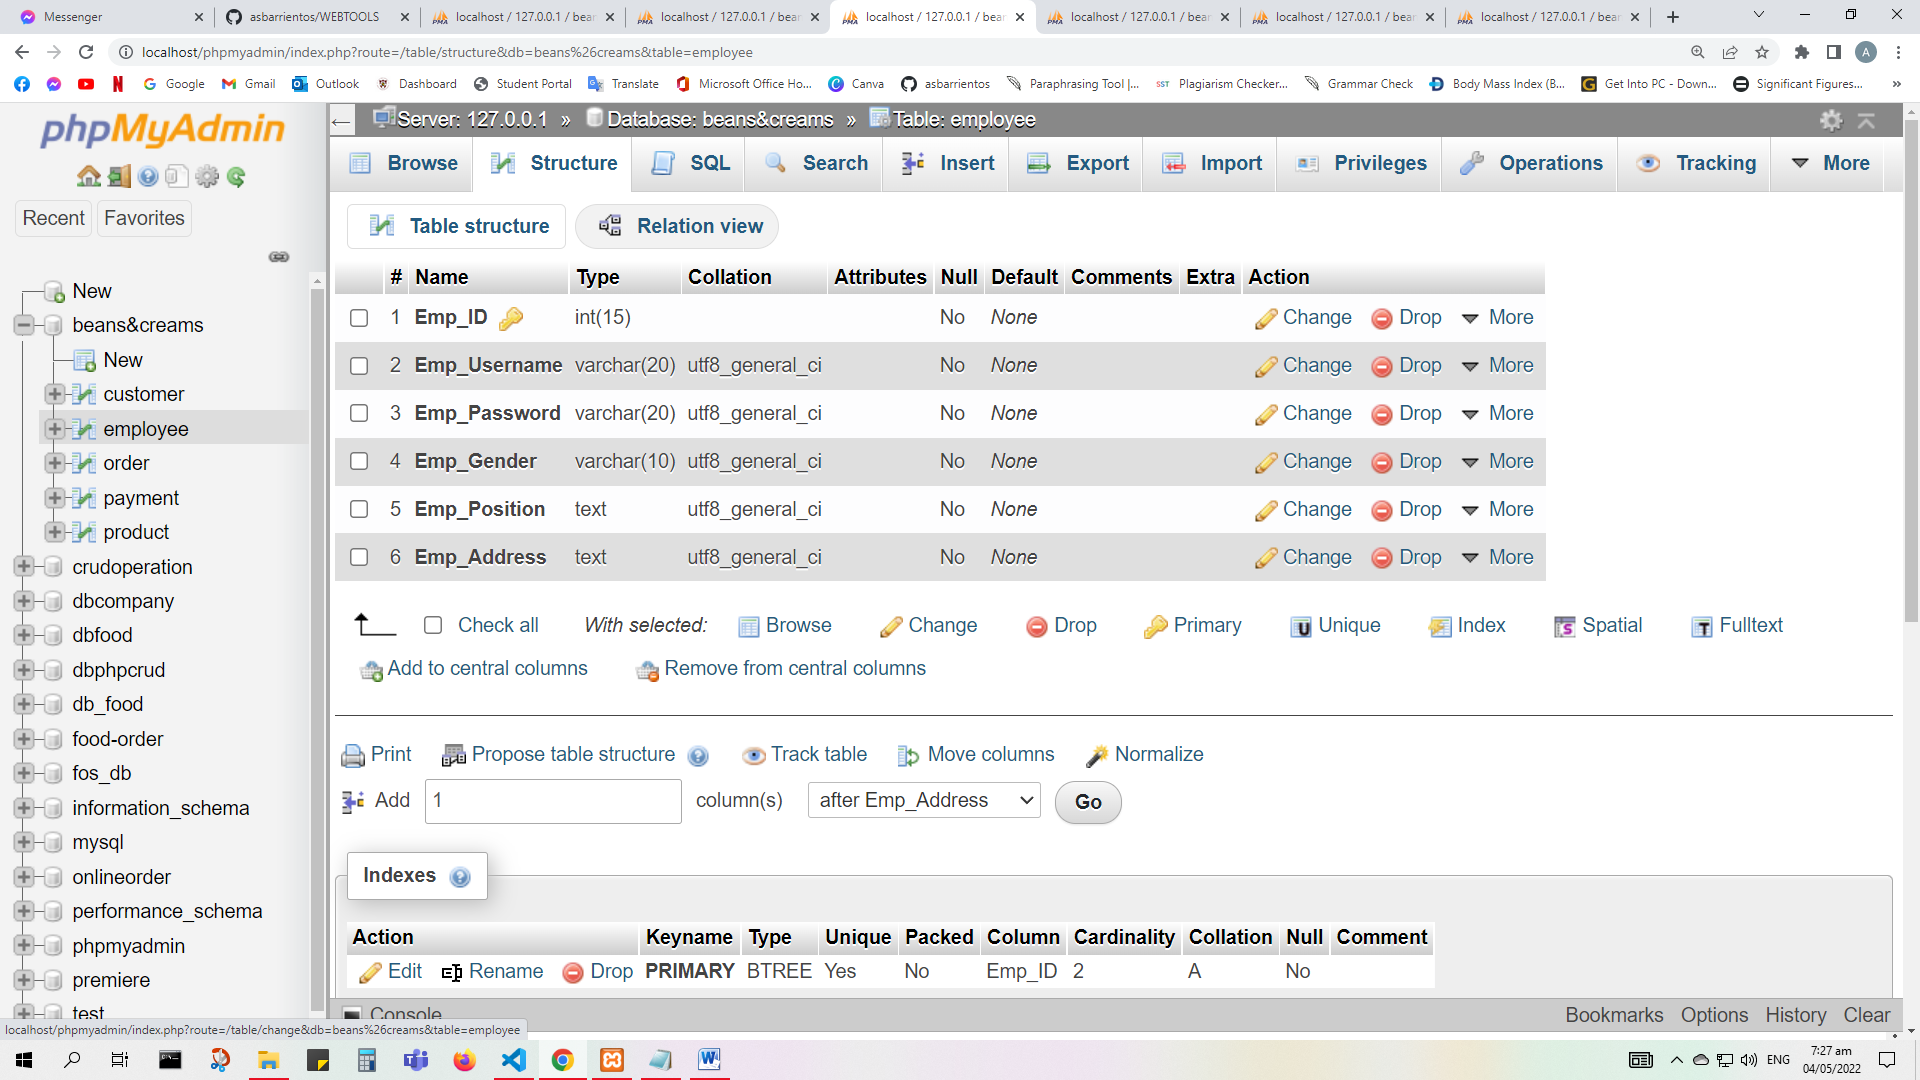 Messenger
asbarrientos/WEBTOOLS
localhost / 127.0.0.1 / bear
localhost / 127.0.0.1 / bear
localhost / 127.0.0.1 / bear
localhost / 127.0.0.1 / bear
localhost / 127.0.0.1 / bear
localhost / 127.0.0.1 / bear
localhost/phpmyadmin/index.php?route=/table/structure&db=beans%26creams&table=employee
A
Google
Gmail
Outlook
Dashboard
Student Portal
Translate
Microsoft Office Ho...
Canva
asbarrientos
Paraphrasing Tool |...
SST Plagiarism Checker...
Grammar Check
Body Mass Index (B...
Get Into PC - Down...
Significant Figures...
»
phpMyAdmin
Recent
Favorites
New
beans&creams
New
customer
employee
order
payment
product
crudoperation
dbcompany
dbfood
dbphpcrud
db_food
food-order
fos_db
information_schema
mysql
onlineorder
performance_schema
phpmyadmin
premiere
test
localhost/phpmyadmin/index.php?route=/table/change&db=beans%26creams&table=employee
Server: 127.0.0.1 » Database: beans&creams » Table: employee
Browse Structure SQL Search Insert Export Import Privileges Operations Tracking More
Table structure Relation view
# Name Type Collation Attributes Null Default Comments Extra Action
1 Emp_ID int(15) No None Change Drop More
2 Emp_Username varchar(20) utf8_general_ci No None Change Drop More
3 Emp_Password varchar(20) utf8_general_ci No None Change Drop More
4 Emp_Gender varchar(10) utf8_general_ci No None Change Drop More
5 Emp_Position text utf8_general_ci No None Change Drop More
6 Emp_Address text utf8_general_ci No None Change Drop More
Check all With selected: Browse Change Drop Primary Unique Index Spatial Fulltext
Add to central columns Remove from central columns
Print Propose table structure Track table Move columns Normalize
Add 1 column(s) after Emp_Address Go
Indexes
Action Keyname Type Unique Packed Column Cardinality Collation Null Comment
Edit Rename Drop PRIMARY BTREE Yes No Emp_ID 2 A No
Console Bookmarks Options History Clear
ENG
7:27 am
04/05/2022